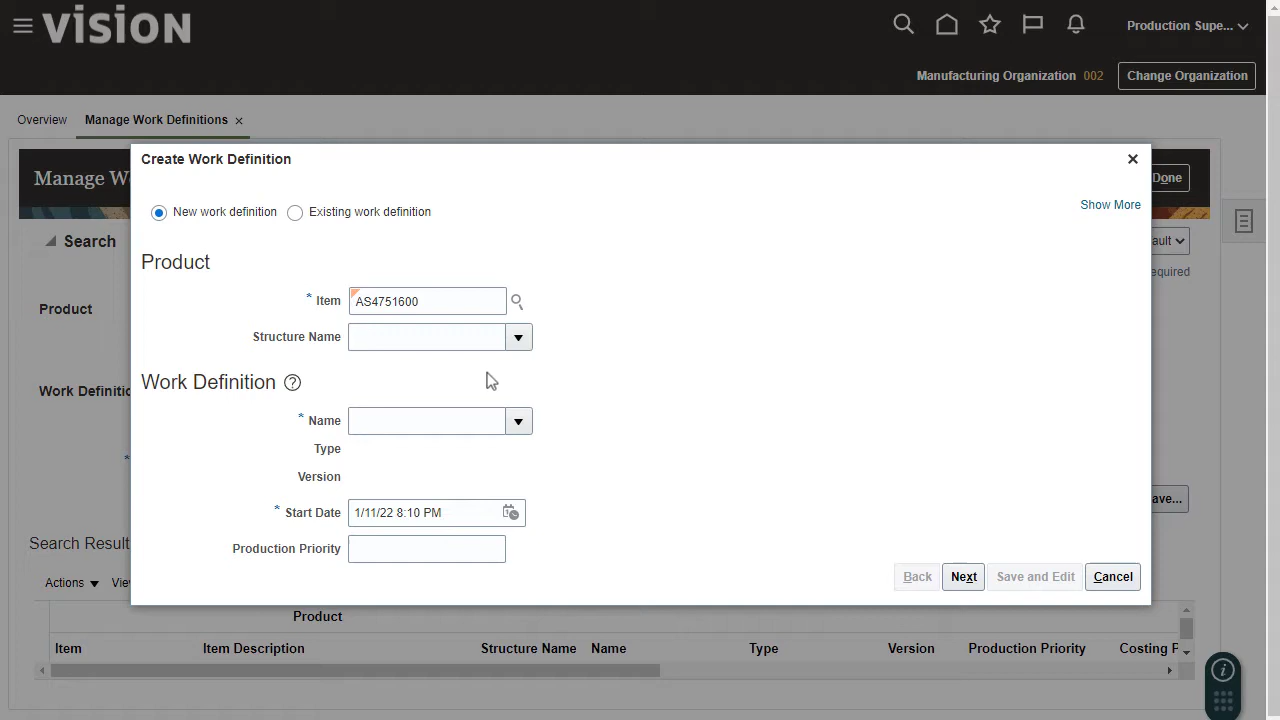 vision
Production Supe...
Manufacturing Organization 002 Change Organization
Overview Manage Work Definitions ×
Manage Wo
Done
Create Work Definition ×
New work definition Existing work definition Show More
Search
ault
equired
Product
* Item AS4751600
Product
Structure Name
Work Definition ?
Work Definitio
* Name
Type
*
Version
ave...
* Start Date 1/11/22 8:10 PM
Search Result
Production Priority
Actions Vie
Back Next Save and Edit Cancel
Product
Item Item Description Structure Name Name Type Version Production Priority Costing P